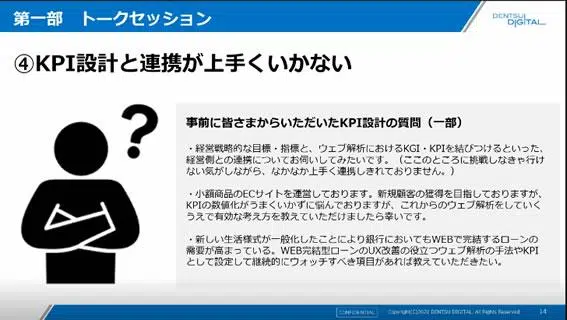 第一部　トークセッション
DENTSU
DIGITAL
④KPI設計と連携が上手くいかない
?
事前に皆さまからいただいたKPI設計の質問（一部）
・経営戦略的な目標・指標と、ウェブ解析におけるKGI・KPIを結びつけるといった、
経営側との連携についてお伺いしてみたいです。（ここのところに挑戦しなきゃ行け
ない気がしながら、なかなか上手く連携しきれておりません。）
・小額商品のECサイトを運営しております。新規顧客の獲得を目指しておりますが、
KPIの数値化がうまくいかずに悩んでおりますが、これからのウェブ解析をしていく
うえで有効な考え方を教えていただけましたら幸いです。
・新しい生活様式が一般化したことにより銀行においてもWEBで完結するローンの
需要が高まっている。WEB完結型ローンのUX改善の役立つウェブ解析の手法やKPI
として設定して継続的にウォッチすべき項目があれば教えていただきたい。
CONFIDENTIAL
Copyright(C)2021 DENTSU DIGITAL. All Rights Reserved
14